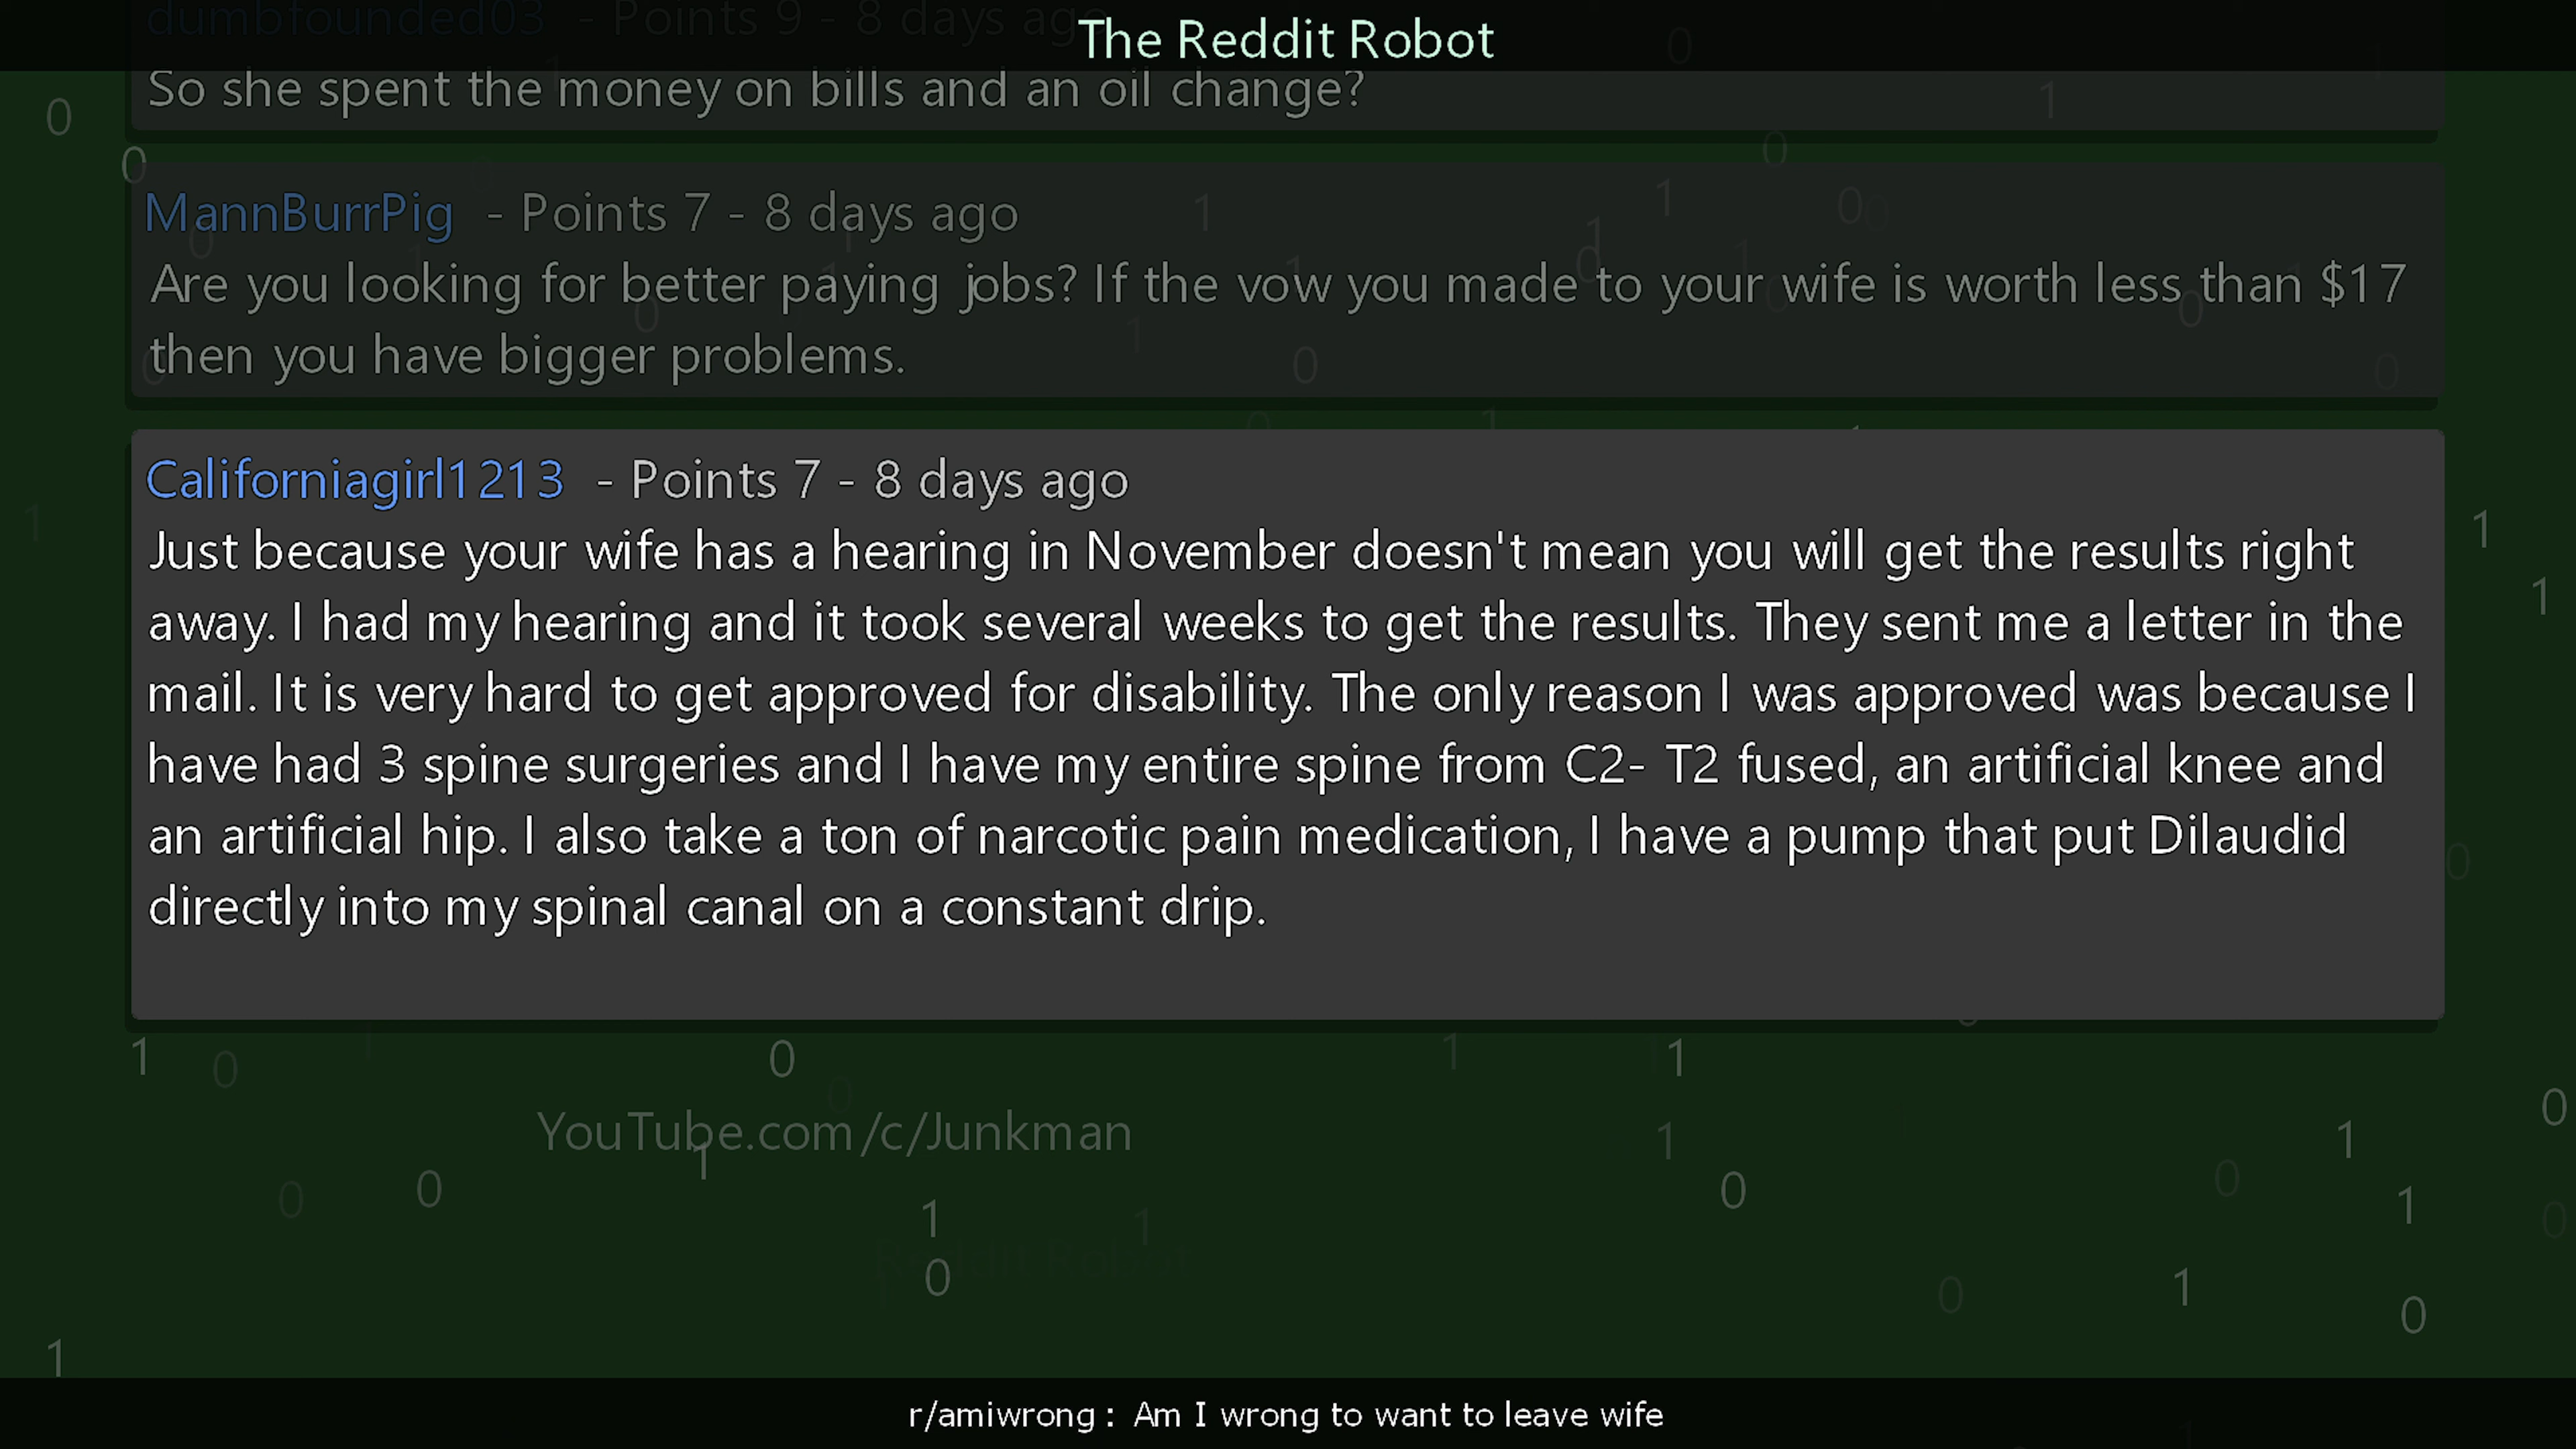 dumbfounded03 - Points 9 - 8 days ago
The Reddit Robot
So she spent the money on bills and an oil change?
MannBurrPig - Points 7 - 8 days ago
Are you looking for better paying jobs? If the vow you made to your wife is worth less than $17
then you have bigger problems.
Californiagirl1213 - Points 7 - 8 days ago
Just because your wife has a hearing in November doesn't mean you will get the results right
away. I had my hearing and it took several weeks to get the results. They sent me a letter in the
mail. It is very hard to get approved for disability. The only reason I was approved was because I
have had 3 spine surgeries and I have my entire spine from C2- T2 fused, an artificial knee and
an artificial hip. I also take a ton of narcotic pain medication, I have a pump that put Dilaudid
directly into my spinal canal on a constant drip.
YouTube.com/c/Junkman
Reddit Robot
r/amiwrong : Am I wrong to want to leave wife